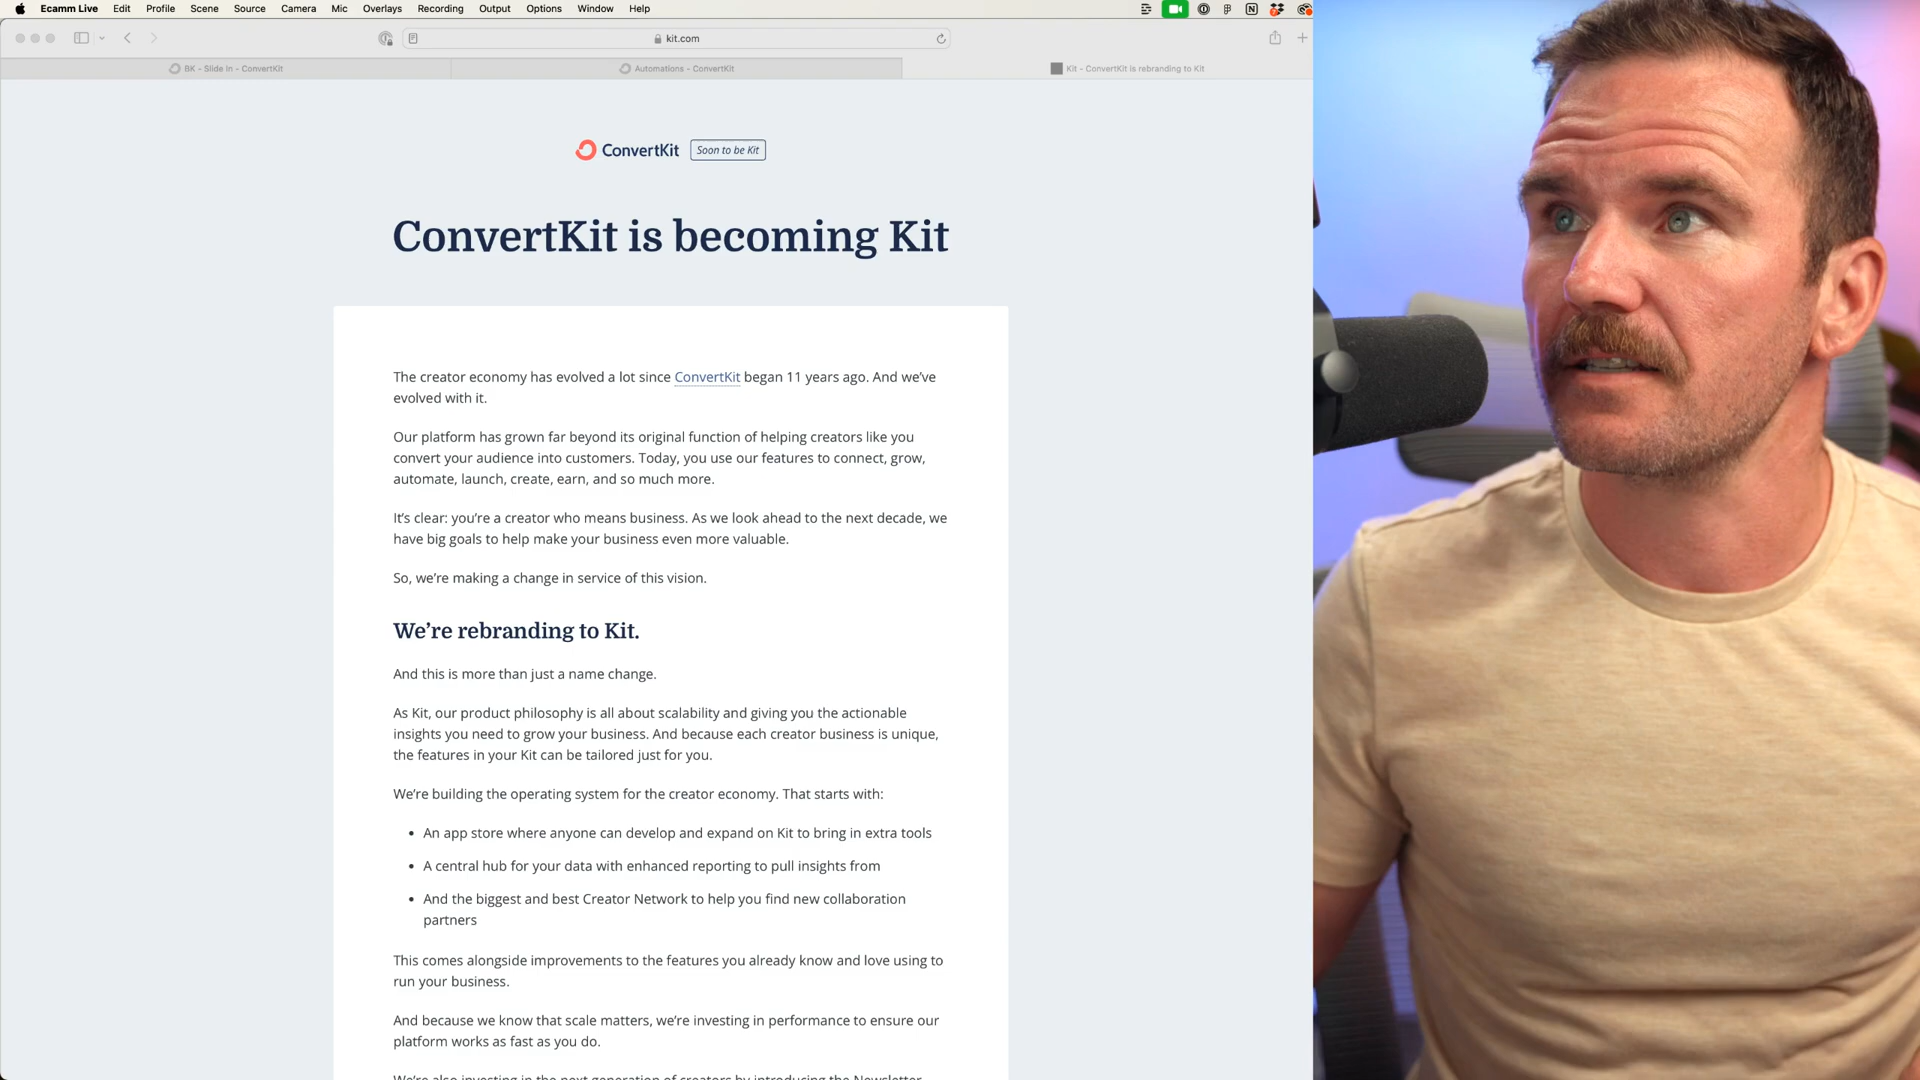 Ecamm Live Edit Profile Scene Source Camera Mic Overlays Recording Output Options Window Help
kit.com
BK - Slide In - ConvertKit Automations - ConvertKit Kit - ConvertKit is rebranding to Kit
ConvertKit Soon to be Kit
ConvertKit is becoming Kit
The creator economy has evolved a lot since ConvertKit began 11 years ago. And we’ve
evolved with it.
Our platform has grown far beyond its original function of helping creators like you
convert your audience into customers. Today, you use our features to connect, grow,
automate, launch, create, earn, and so much more.
It’s clear: you’re a creator who means business. As we look ahead to the next decade, we
have big goals to help make your business even more valuable.
So, we’re making a change in service of this vision.
We’re rebranding to Kit.
And this is more than just a name change.
As Kit, our product philosophy is all about scalability and giving you the actionable
insights you need to grow your business. And because each creator business is unique,
the features in your Kit can be tailored just for you.
We’re building the operating system for the creator economy. That starts with:
• An app store where anyone can develop and expand on Kit to bring in extra tools
• A central hub for your data with enhanced reporting to pull insights from
• And the biggest and best Creator Network to help you find new collaboration
partners
This comes alongside improvements to the features you already know and love using to
run your business.
And because we know that scale matters, we’re investing in performance to ensure our
platform works as fast as you do.
We’re also investing in the next generation of creators by introducing the Newsletter